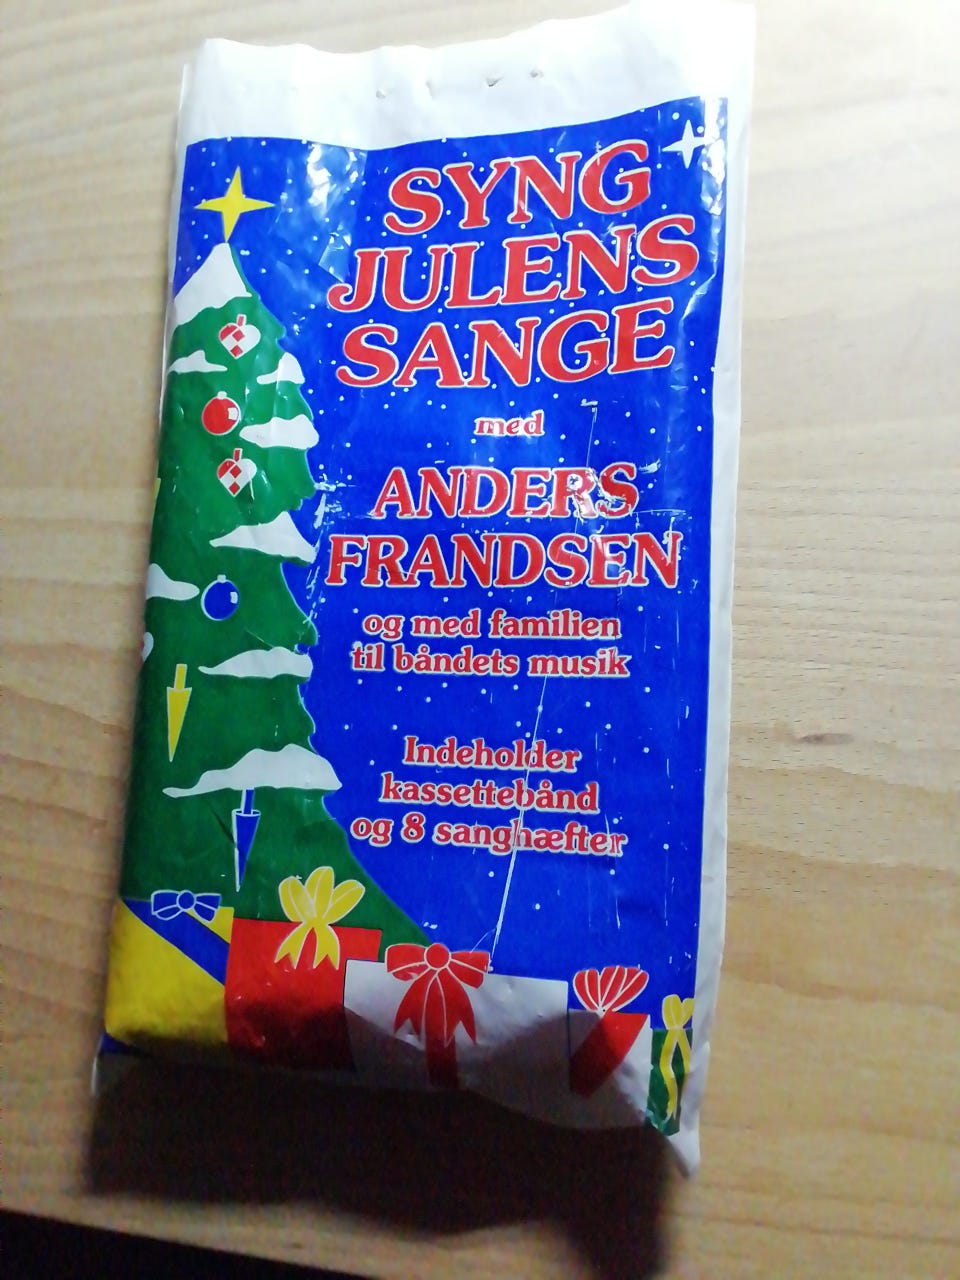 SYNG
JULENS
SANGE
med
ANDERS
FRANDSEN
og med familien
til båndets musik
Indeholder
kassettebånd
og 8 sanghæfter